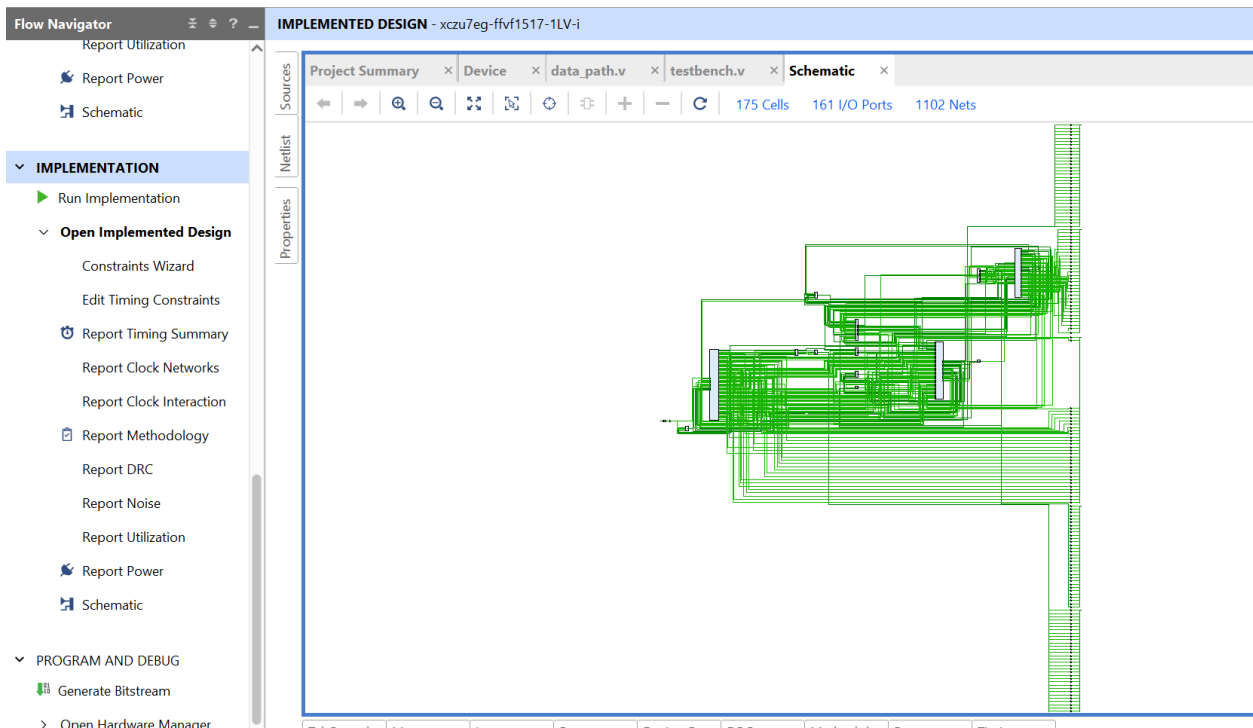 Flow Navigator
?
Report Utilization
Report Power
Schematic
IMPLEMENTATION
Run Implementation
Open Implemented Design
Constraints Wizard
Edit Timing Constraints
Report Timing Summary
Report Clock Networks
Report Clock Interaction
Report Methodology
Report DRC
Report Noise
Report Utilization
Report Power
Schematic
PROGRAM AND DEBUG
Generate Bitstream
Open Hardware Manager
IMPLEMENTED DESIGN - xczu7eg-ffvf1517-1LV-i
Sources
Netlist
Properties
Project Summary × Device × data_path.v × testbench.v × Schematic ×
175 Cells 161 I/O Ports 1102 Nets